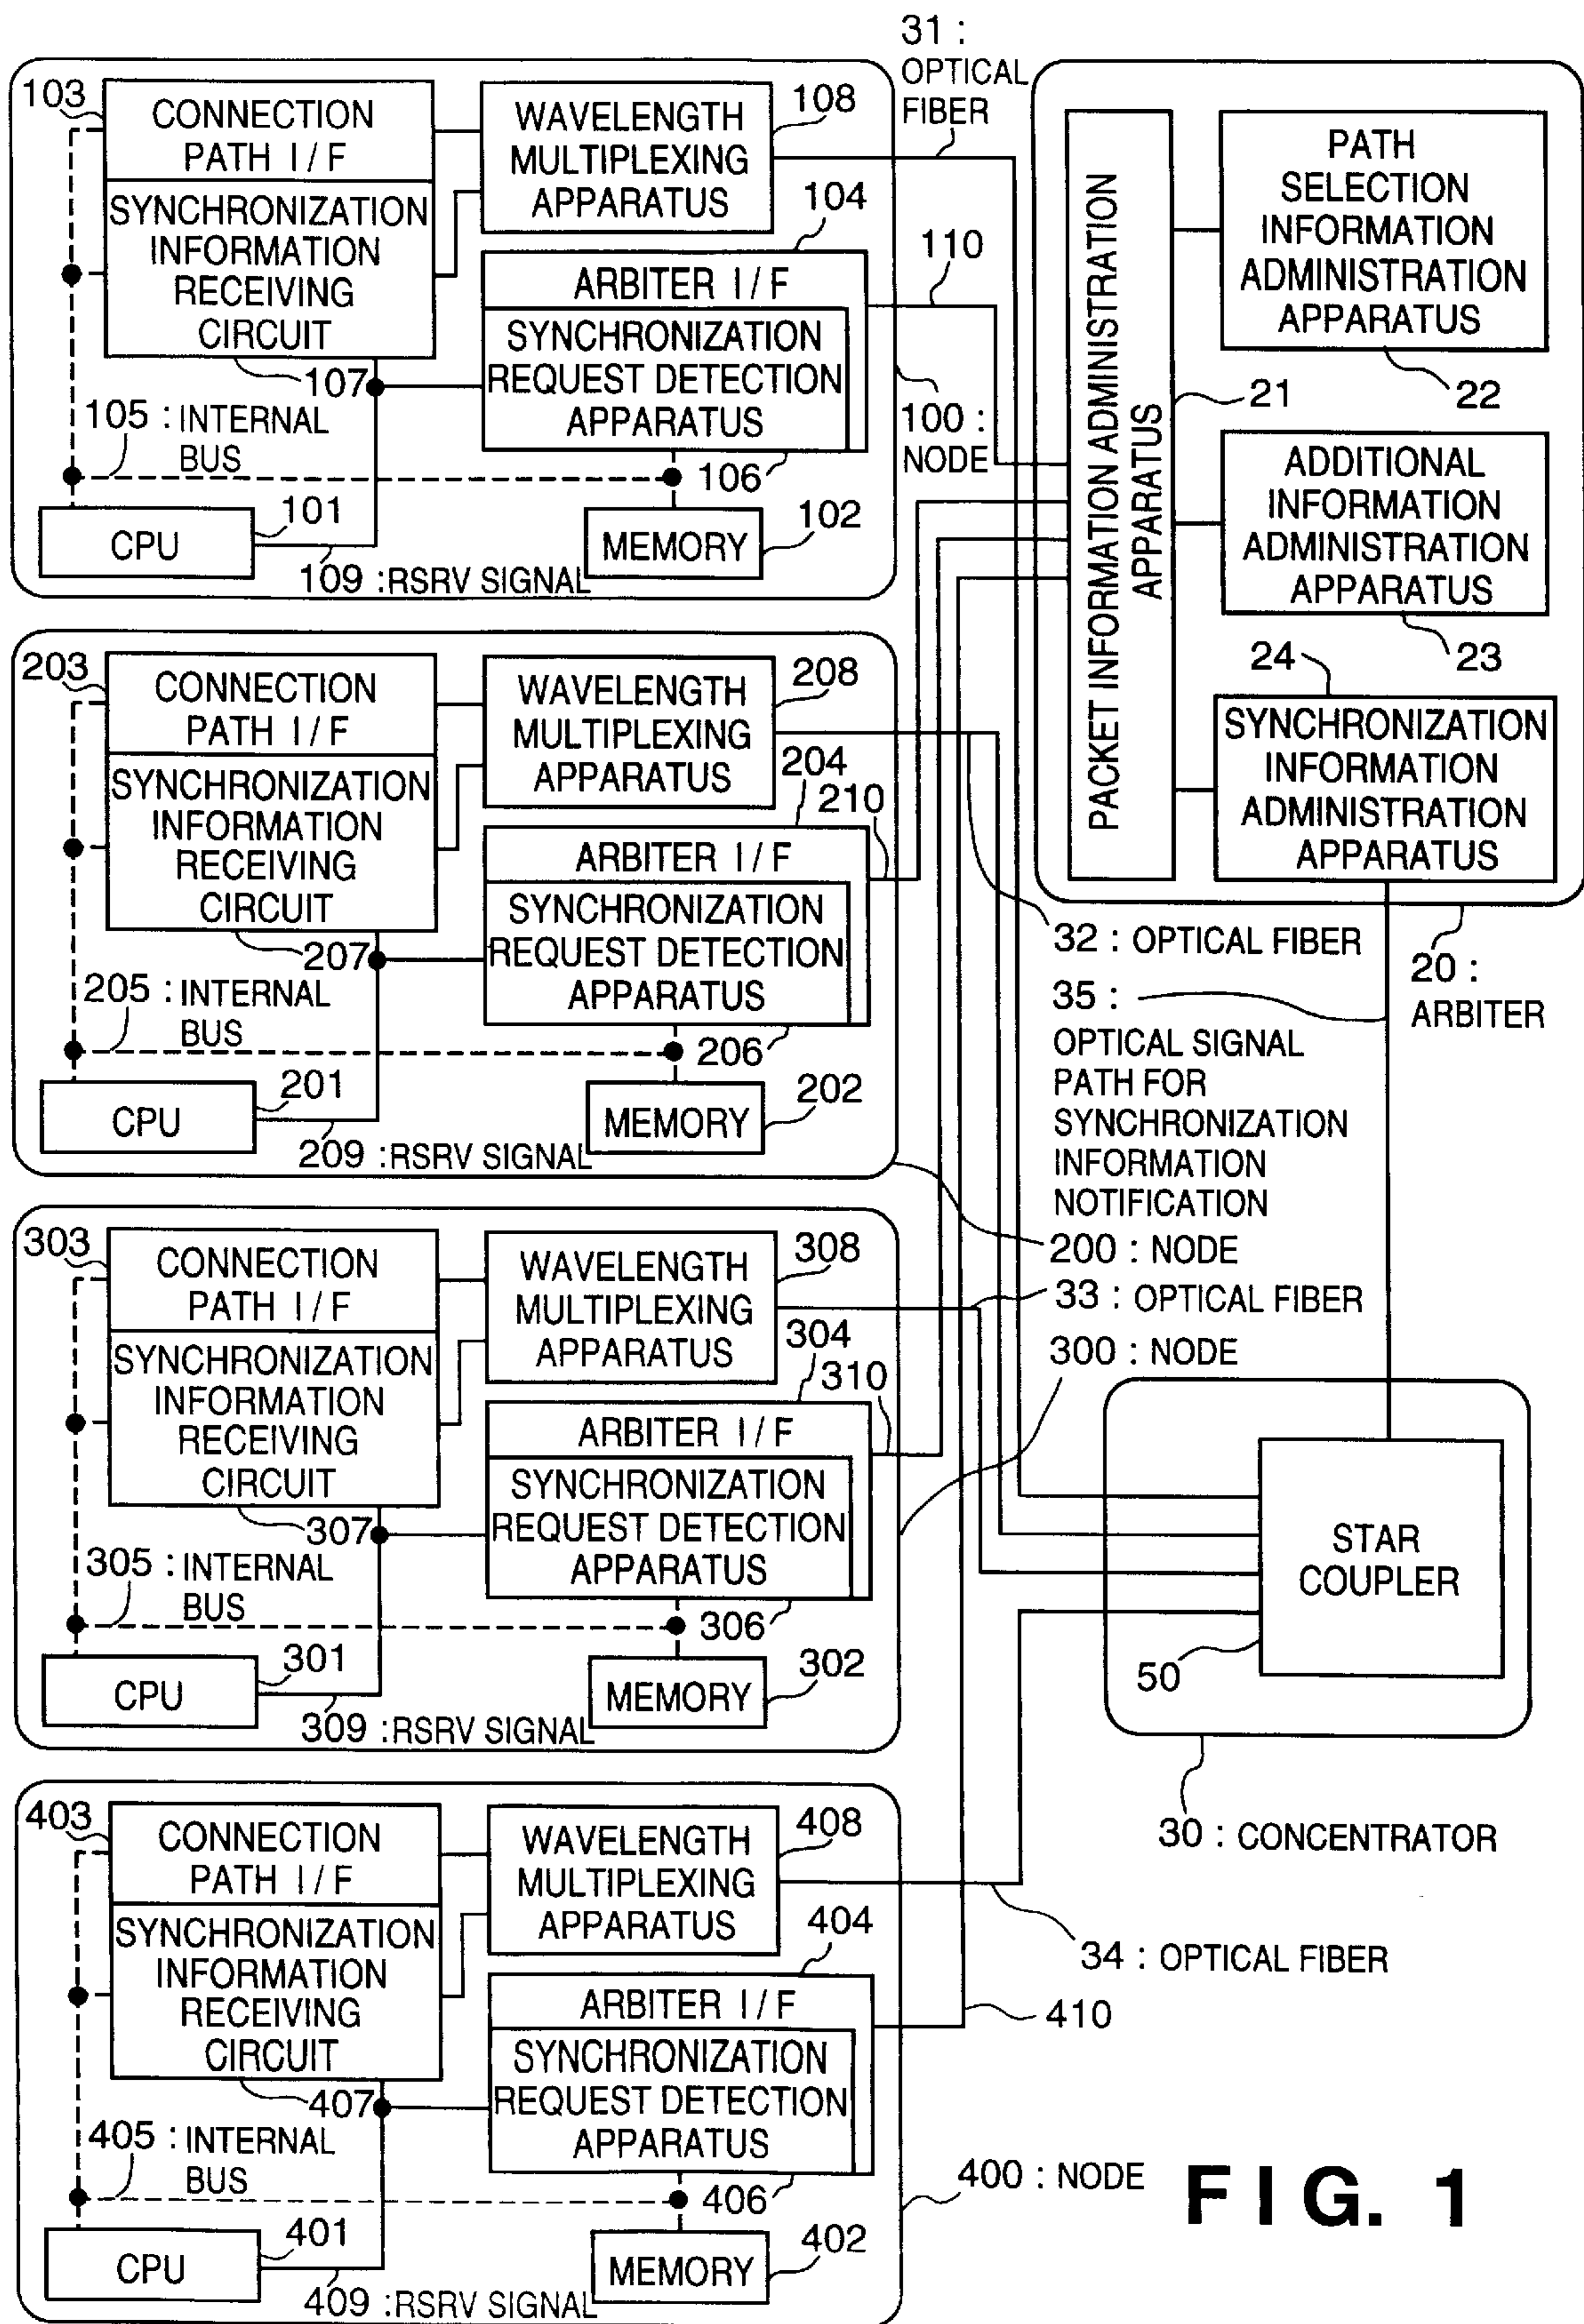 31 :
OPTICAL
FIBER
103
CONNECTION
PATH I / F
WAVELENGTH
MULTIPLEXING
APPARATUS
108
SYNCHRONIZATION
INFORMATION
RECEIVING
CIRCUIT
104
110
ARBITER I / F
SYNCHRONIZATION
REQUEST DETECTION
APPARATUS
107
105 : INTERNAL
BUS
106
100 :
NODE
CPU
101
MEMORY
102
109 : RSRV SIGNAL
PACKET INFORMATION ADMINISTRATION
APPARATUS
PATH
SELECTION
INFORMATION
ADMINISTRATION
APPARATUS
21
22
ADDITIONAL
INFORMATION
ADMINISTRATION
APPARATUS
24
23
SYNCHRONIZATION
INFORMATION
ADMINISTRATION
APPARATUS
20 :
ARBITER
203
CONNECTION
PATH I / F
WAVELENGTH
MULTIPLEXING
APPARATUS
208
SYNCHRONIZATION
INFORMATION
RECEIVING
CIRCUIT
204
210
ARBITER I / F
SYNCHRONIZATION
REQUEST DETECTION
APPARATUS
207
205 : INTERNAL
BUS
206
CPU
201
MEMORY
202
209 : RSRV SIGNAL
32 : OPTICAL FIBER
35 :
OPTICAL SIGNAL
PATH FOR
SYNCHRONIZATION
INFORMATION
NOTIFICATION
200 : NODE
33 : OPTICAL FIBER
300 : NODE
303
CONNECTION
PATH I / F
WAVELENGTH
MULTIPLEXING
APPARATUS
308
SYNCHRONIZATION
INFORMATION
RECEIVING
CIRCUIT
304
310
ARBITER I / F
SYNCHRONIZATION
REQUEST DETECTION
APPARATUS
307
305 : INTERNAL
BUS
306
CPU
301
MEMORY
302
309 : RSRV SIGNAL
STAR
COUPLER
50
30 : CONCENTRATOR
403
CONNECTION
PATH I / F
WAVELENGTH
MULTIPLEXING
APPARATUS
408
SYNCHRONIZATION
INFORMATION
RECEIVING
CIRCUIT
404
34 : OPTICAL FIBER
ARBITER I / F
410
SYNCHRONIZATION
REQUEST DETECTION
APPARATUS
407
405 : INTERNAL
BUS
406
400 : NODE
CPU
401
MEMORY
402
409 : RSRV SIGNAL
FIG. 1